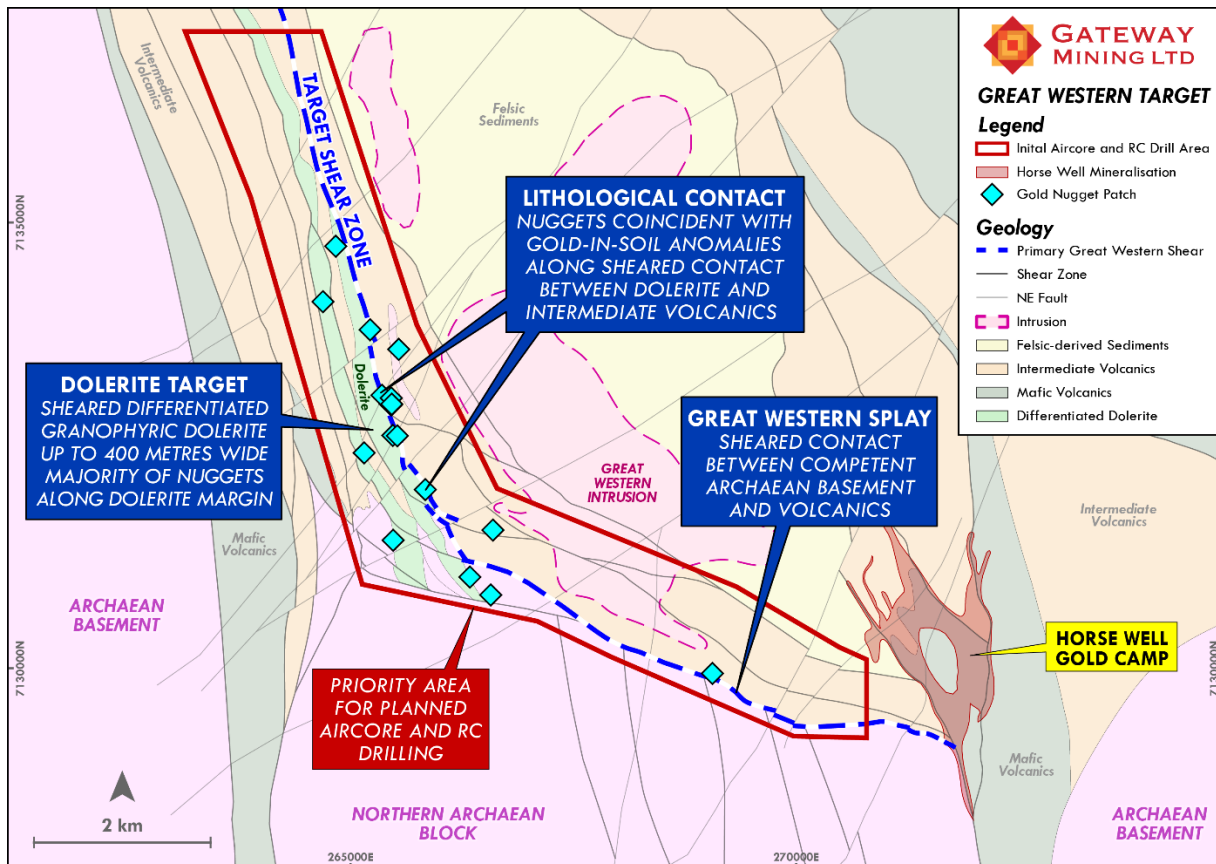 GATEWAY
MINING LTD
GREAT WESTERN TARGET
Legend
Inital Aircore and RC Drill Area
Horse Well Mineralisation
Gold Nugget Patch
Geology
Primary Great Western Shear
Shear Zone
NE Fault
Intrusion
Felsic-derived Sediments
Intermediate Volcanics
Mafic Volcanics
Differentiated Dolerite
Intermediate
Volcanics
TARGET SHEAR ZONE
Felsic
Sediments
7135000N
LITHOLOGICAL CONTACT
NUGGETS COINCIDENT WITH
GOLD-IN-SOIL ANOMALIES
ALONG SHEARED CONTACT
BETWEEN DOLERITE AND
INTERMEDIATE VOLCANICS
DOLERITE TARGET
SHEARED DIFFERENTIATED
GRANOPHYRIC DOLERITE
UP TO 400 METRES WIDE
MAJORITY OF NUGGETS
ALONG DOLERITE MARGIN
Dolerite
GREAT
WESTERN
INTRUSION
GREAT WESTERN SPLAY
SHEARED CONTACT
BETWEEN COMPETENT
ARCHAEAN BASEMENT
AND VOLCANICS
Intermediate
Volcanics
Mafic
Volcanics
ARCHAEAN
BASEMENT
HORSE WELL
GOLD CAMP
7130000N
7130000N
PRIORITY AREA
FOR PLANNED
AIRCORE AND RC
DRILLING
Mafic
Volcanics
NORTHERN ARCHAEAN
BLOCK
ARCHAEAN
BASEMENT
2 km
265000E
270000E